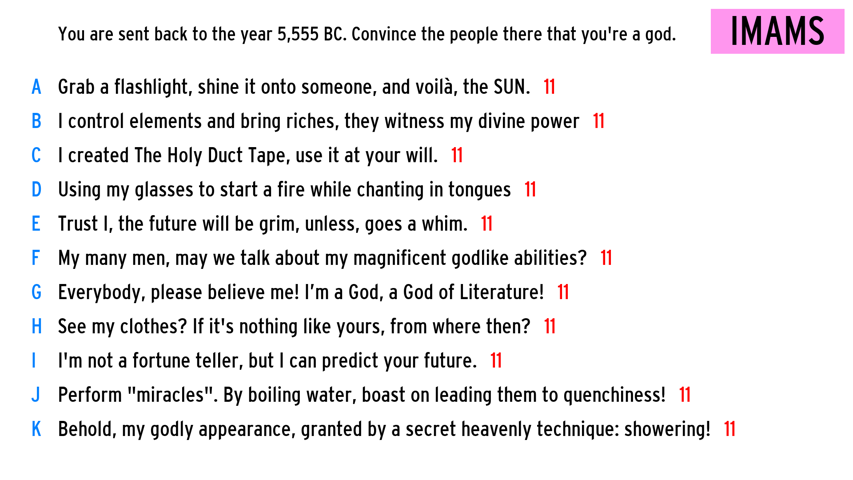 You are sent back to the year 5,555 BC. Convince the people there that you're a god.
IMAMS
A Grab a flashlight, shine it onto someone, and voilà, the SUN. 11
B I control elements and bring riches, they witness my divine power 11
C I created The Holy Duct Tape, use it at your will. 11
D Using my glasses to start a fire while chanting in tongues 11
E Trust I, the future will be grim, unless, goes a whim. 11
F My many men, may we talk about my magnificent godlike abilities? 11
G Everybody, please believe me! I’m a God, a God of Literature! 11
H See my clothes? If it's nothing like yours, from where then? 11
I I'm not a fortune teller, but I can predict your future. 11
J Perform "miracles". By boiling water, boast on leading them to quenchiness! 11
K Behold, my godly appearance, granted by a secret heavenly technique: showering! 11